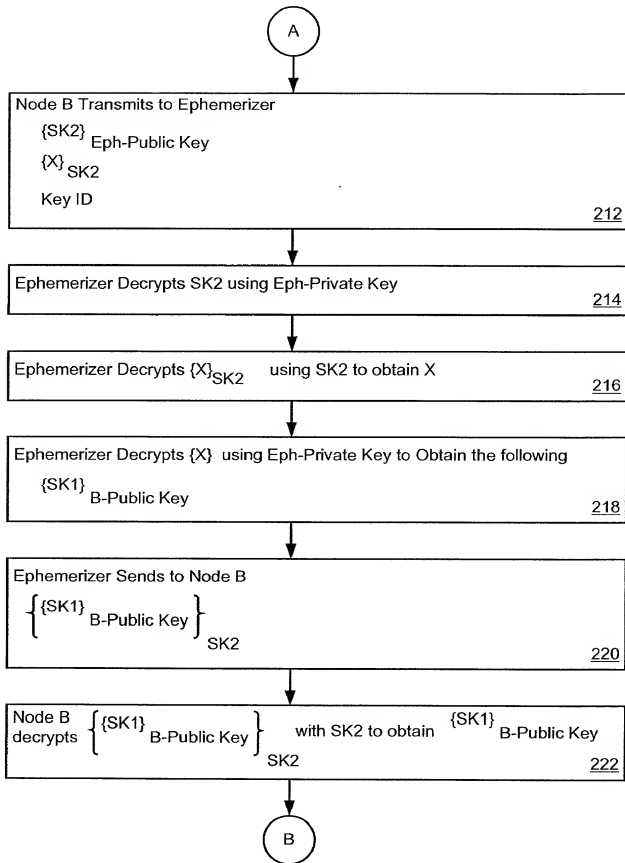 A
Node B Transmits to Ephemerizer
{SK2} Eph-Public Key
{X} SK2
Key ID
212
Ephemerizer Decrypts SK2 using Eph-Private Key
214
Ephemerizer Decrypts {X} SK2 using SK2 to obtain X
216
Ephemerizer Decrypts {X} using Eph-Private Key to Obtain the following
{SK1} B-Public Key
218
Ephemerizer Sends to Node B
{ {SK1} B-Public Key } SK2
220
Node B
decrypts { {SK1} B-Public Key } SK2 with SK2 to obtain {SK1} B-Public Key
222
B